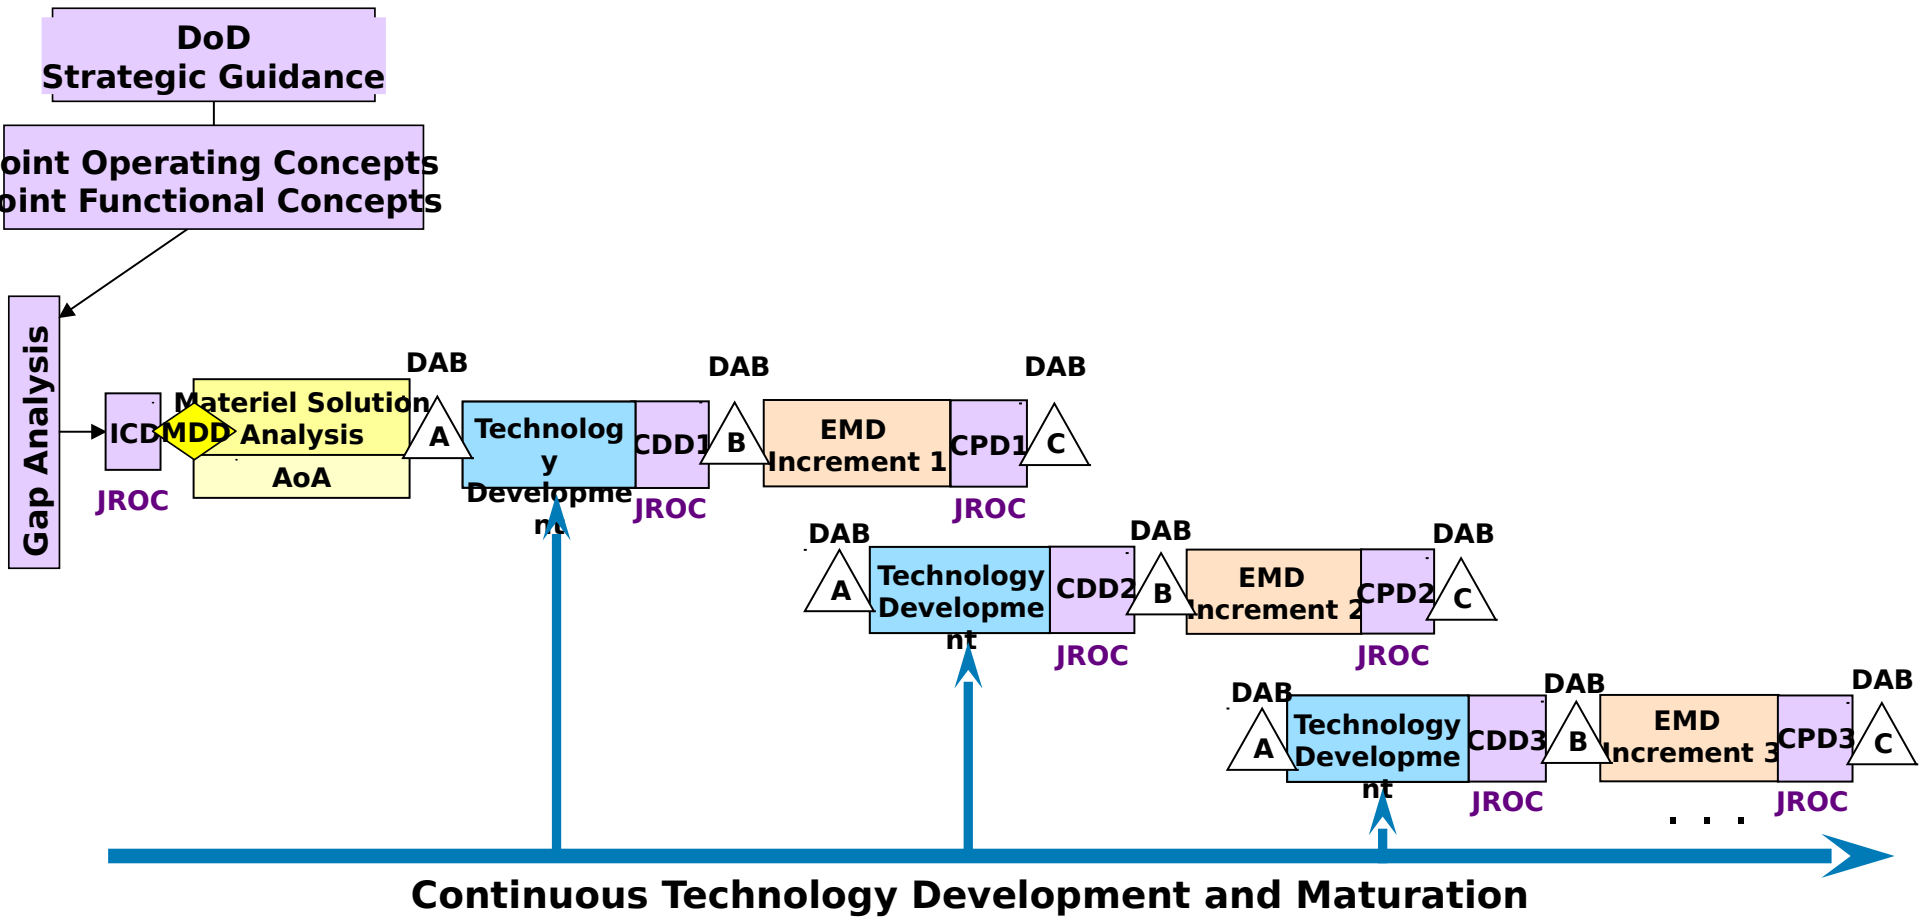 DoD
Strategic Guidance
oint Operating Concepts
oint Functional Concepts
Gap Analysis
ICD
JROC
MDD
Materiel Solution
Analysis
AoA
DAB
A
Technolog
y
Developme
nt
CDD1
JROC
DAB
B
EMD
Increment 1
CPD1
JROC
DAB
C
DAB
A
Technology
Developme
nt
CDD2
JROC
DAB
B
EMD
Increment 2
CPD2
JROC
DAB
C
DAB
A
Technology
Developme
nt
CDD3
JROC
DAB
B
EMD
Increment 3
CPD3
JROC
DAB
C
. . .
Continuous Technology Development and Maturation